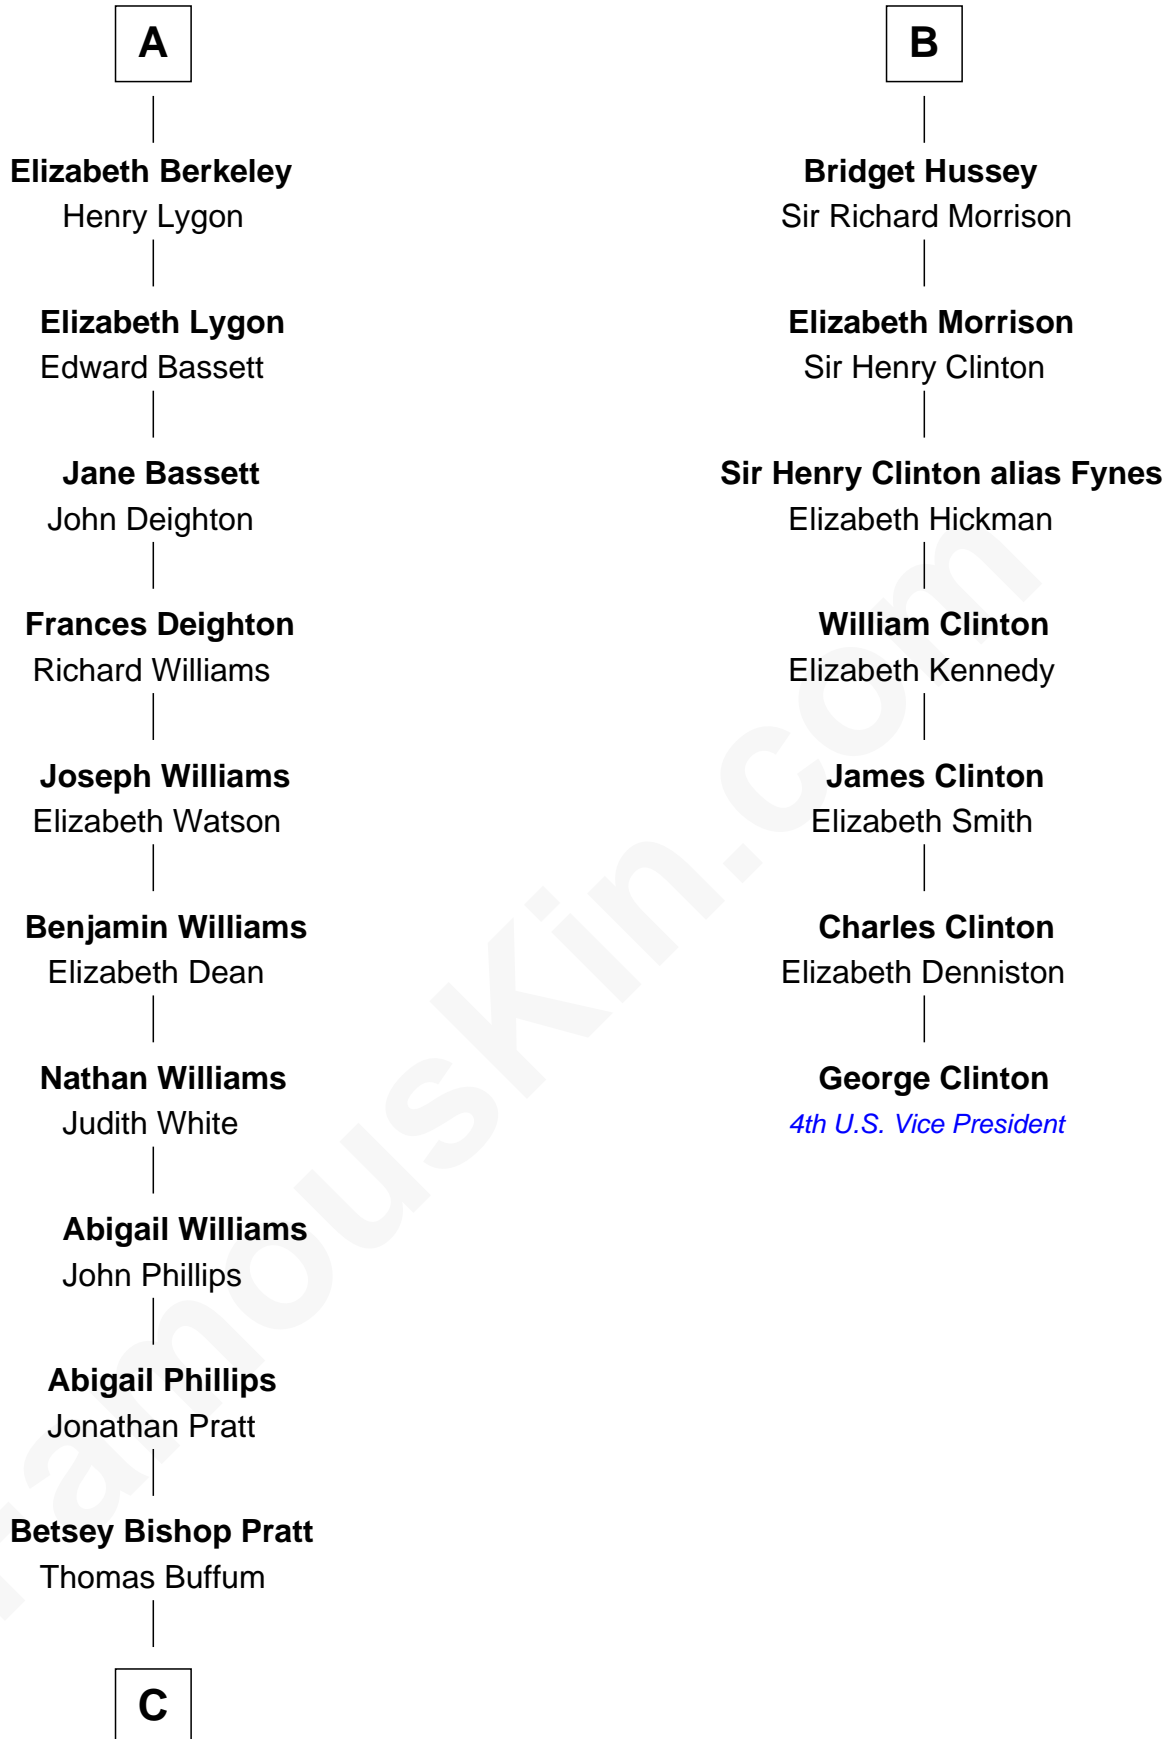 A
Elizabeth Berkeley
Henry Lygon
Elizabeth Lygon
Edward Bassett
Jane Bassett
John Deighton
Frances Deighton
Richard Williams
Joseph Williams
Elizabeth Watson
Benjamin Williams
Elizabeth Dean
Nathan Williams
Judith White
Abigail Williams
John Phillips
Abigail Phillips
Jonathan Pratt
Betsey Bishop Pratt
Thomas Buffum
C
B
Bridget Hussey
Sir Richard Morrison
Elizabeth Morrison
Sir Henry Clinton
Sir Henry Clinton alias Fynes
Elizabeth Hickman
William Clinton
Elizabeth Kennedy
James Clinton
Elizabeth Smith
Charles Clinton
Elizabeth Denniston
George Clinton
4th U.S. Vice President
FamousKin.com